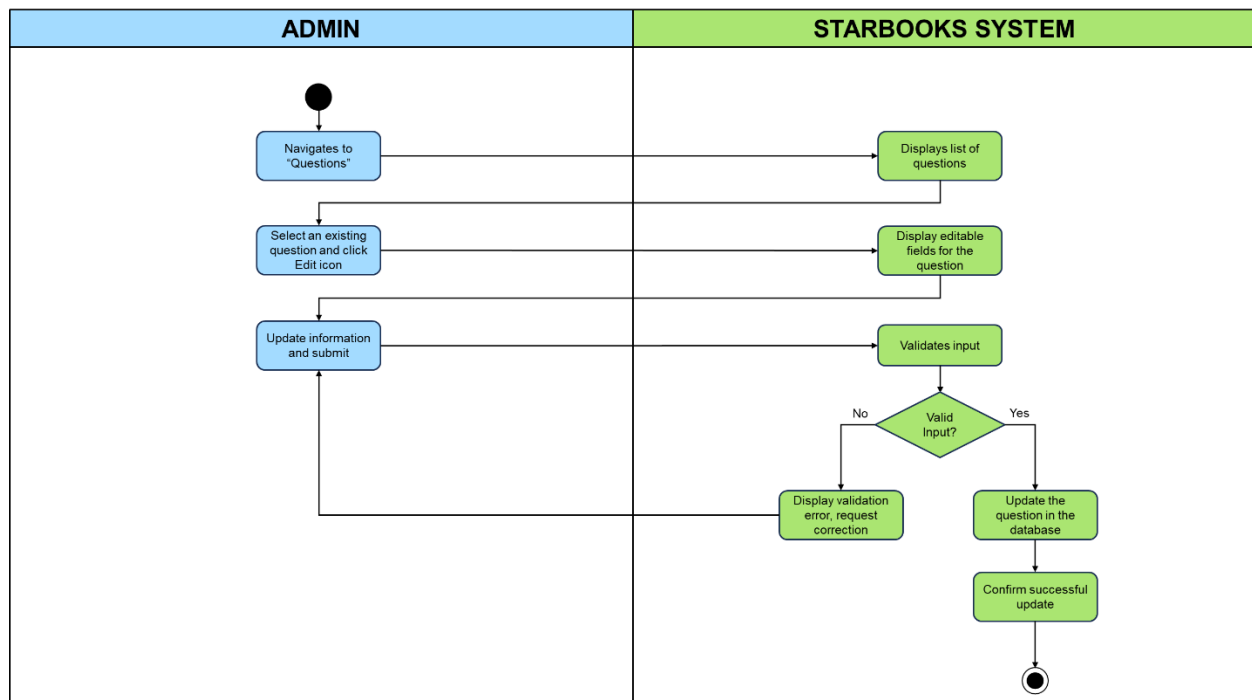 ADMIN
STARBOOKS SYSTEM
Navigates to
“Questions”
Displays list of
questions
Select an existing
question and click
Edit icon
Display editable
fields for the
question
Update information
and submit
Validates input
No
Valid
Input?
Yes
Display validation
error, request
correction
Update the
question in the
database
Confirm successful
update